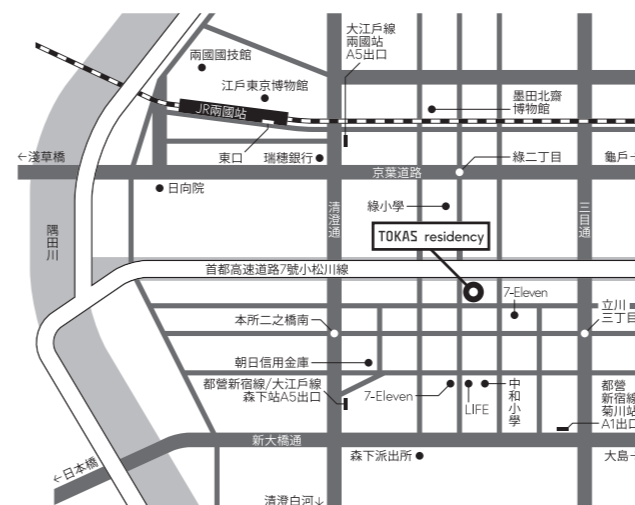 大江戶線
兩國站
A5出口
兩國國技館
江戶東京博物館
墨田北齋
博物館
JR兩國站
←淺草橋
東口
瑞穗銀行
京葉道路
綠二丁目
龜戶→
日向院
隅田川
清澄通
綠小學
三目通
TOKAS residency
首都高速道路7號小松川線
7-Eleven
立川
三丁目
本所二之橋南
朝日信用金庫
都營新宿線/大江戶線
森下站A5出口
7-Eleven
LIFE
中和小學
都營
新宿線
菊川站
A1出口
新大橋通
←日本橋
森下派出所
大島→
清澄白河↓